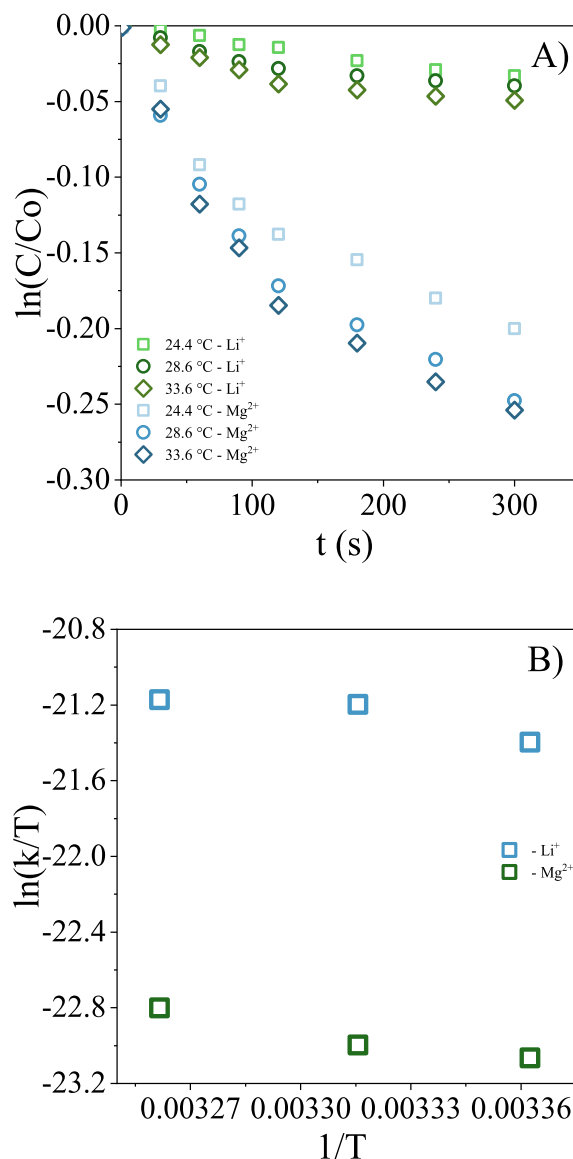 0.00
-0.05
-0.10
-0.15
-0.20
-0.25
-0.30
ln(C/Co)
A)
24.4 °C - Li⁺
28.6 °C - Li⁺
33.6 °C - Li⁺
24.4 °C - Mg²⁺
28.6 °C - Mg²⁺
33.6 °C - Mg²⁺
0 100 200 300
t (s)
-20.8
-21.2
-21.6
-22.0
-22.4
-22.8
-23.2
ln(k/T)
B)
- Li⁺
- Mg²⁺
0.00327 0.00330 0.00333 0.00336
1/T